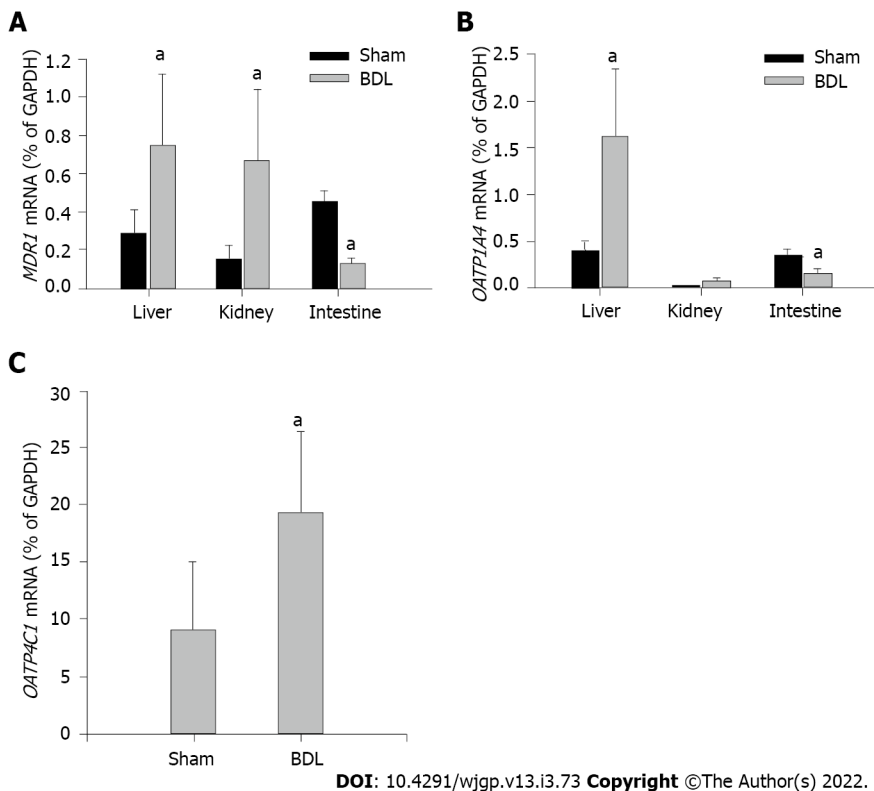 A
MDR1 mRNA (% of GAPDH)
1.2
1.0
0.8
0.6
0.4
0.2
0.0
a
a
a
Sham
BDL
Liver Kidney Intestine
B
OATP1A4 mRNA (% of GAPDH)
2.5
2.0
1.5
1.0
0.5
0.0
a
a
Sham
BDL
Liver Kidney Intestine
C
OATP4C1 mRNA (% of GAPDH)
30
25
20
15
10
5
0
a
Sham BDL
DOI: 10.4291/wjgp.v13.i3.73 Copyright ©The Author(s) 2022.